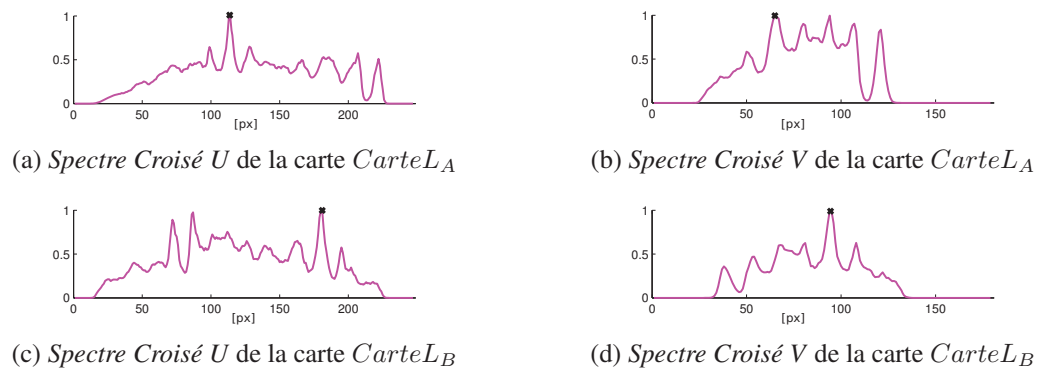 1
0.5
0
0 50 100 150 200
[px]
(a) Spectre Croisé U de la carte CarteL_A
1
0.5
0
0 50 100 150
[px]
(b) Spectre Croisé V de la carte CarteL_A
1
0.5
0
0 50 100 150 200
[px]
(c) Spectre Croisé U de la carte CarteL_B
1
0.5
0
0 50 100 150
[px]
(d) Spectre Croisé V de la carte CarteL_B